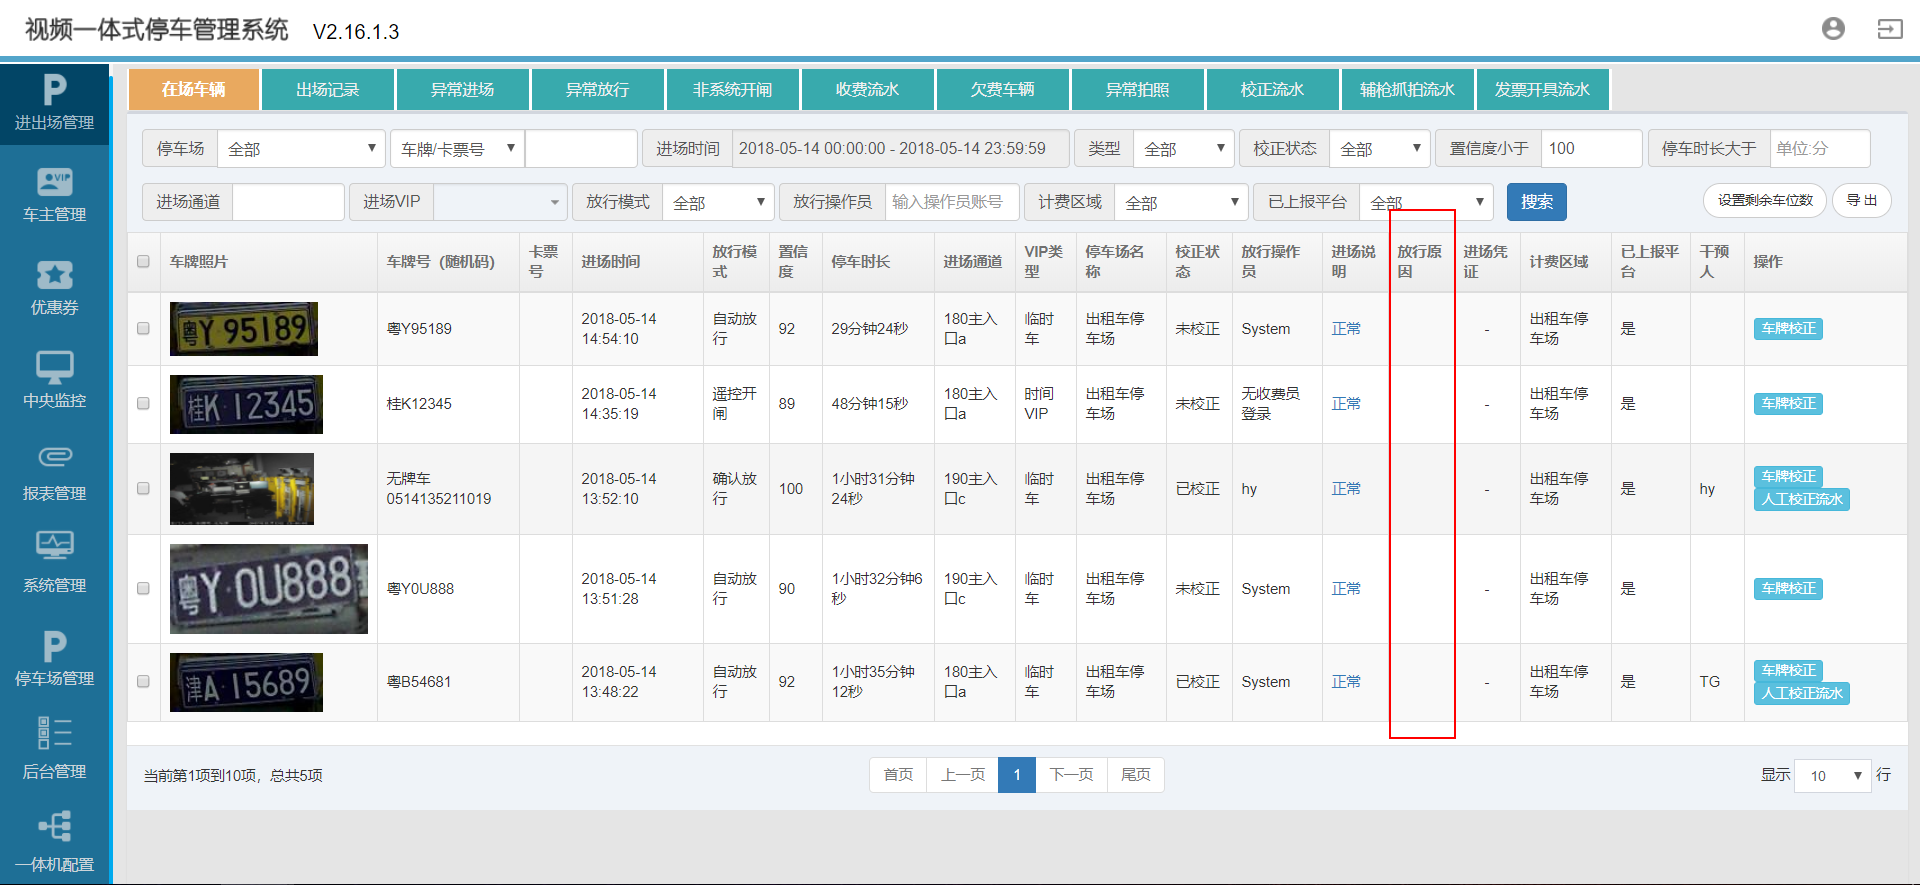 视频一体式停车管理系统 V2.16.1.3
P
进出场管理
VIP
车主管理
优惠券
中央监控
报表管理
系统管理
P
停车场管理
后台管理
一体机配置
在场车辆 出场记录 异常进场 异常放行 非系统开闸 收费流水 欠费车辆 异常拍照 校正流水 辅枪抓拍流水 发票开具流水
停车场 全部 车牌/卡票号 进场时间 2018-05-14 00:00:00 - 2018-05-14 23:59:59 类型 全部 校正状态 全部 置信度小于 100 停车时长大于 单位:分
进场通道 进场VIP 放行模式 全部 放行操作员 输入操作员账号 计费区域 全部 已上报平台 全部 搜索 设置剩余车位数 导 出
车牌照片 车牌号（随机码） 卡票号 进场时间 放行模式 置信度 停车时长 进场通道 VIP类型 停车场名称 校正状态 放行操作员 进场说明 放行原因 进场凭证 计费区域 已上报平台 干预人 操作
粤Y 95189 粤Y95189 2018-05-14 14:54:10 自动放行 92 29分钟24秒 180主入口a 临时车 出租车停车场 未校正 System 正常 - 出租车停车场 是 车牌校正
桂K·12345 桂K12345 2018-05-14 14:35:19 遥控开闸 89 48分钟15秒 180主入口a 时间VIP 出租车停车场 未校正 无收费员登录 正常 - 出租车停车场 是 车牌校正
无牌车0514135211019 2018-05-14 13:52:10 确认放行 100 1小时31分钟24秒 190主入口c 临时车 出租车停车场 已校正 hy 正常 - 出租车停车场 是 hy 车牌校正 人工校正流水
粤Y·0U888 粤Y0U888 2018-05-14 13:51:28 自动放行 90 1小时32分钟6秒 190主入口c 临时车 出租车停车场 未校正 System 正常 - 出租车停车场 是 车牌校正
津A·15689 粤B54681 2018-05-14 13:48:22 自动放行 92 1小时35分钟12秒 180主入口a 临时车 出租车停车场 已校正 System 正常 - 出租车停车场 是 TG 车牌校正 人工校正流水
当前第1项到10项，总共5项 首页 上一页 1 下一页 尾页 显示 10 行